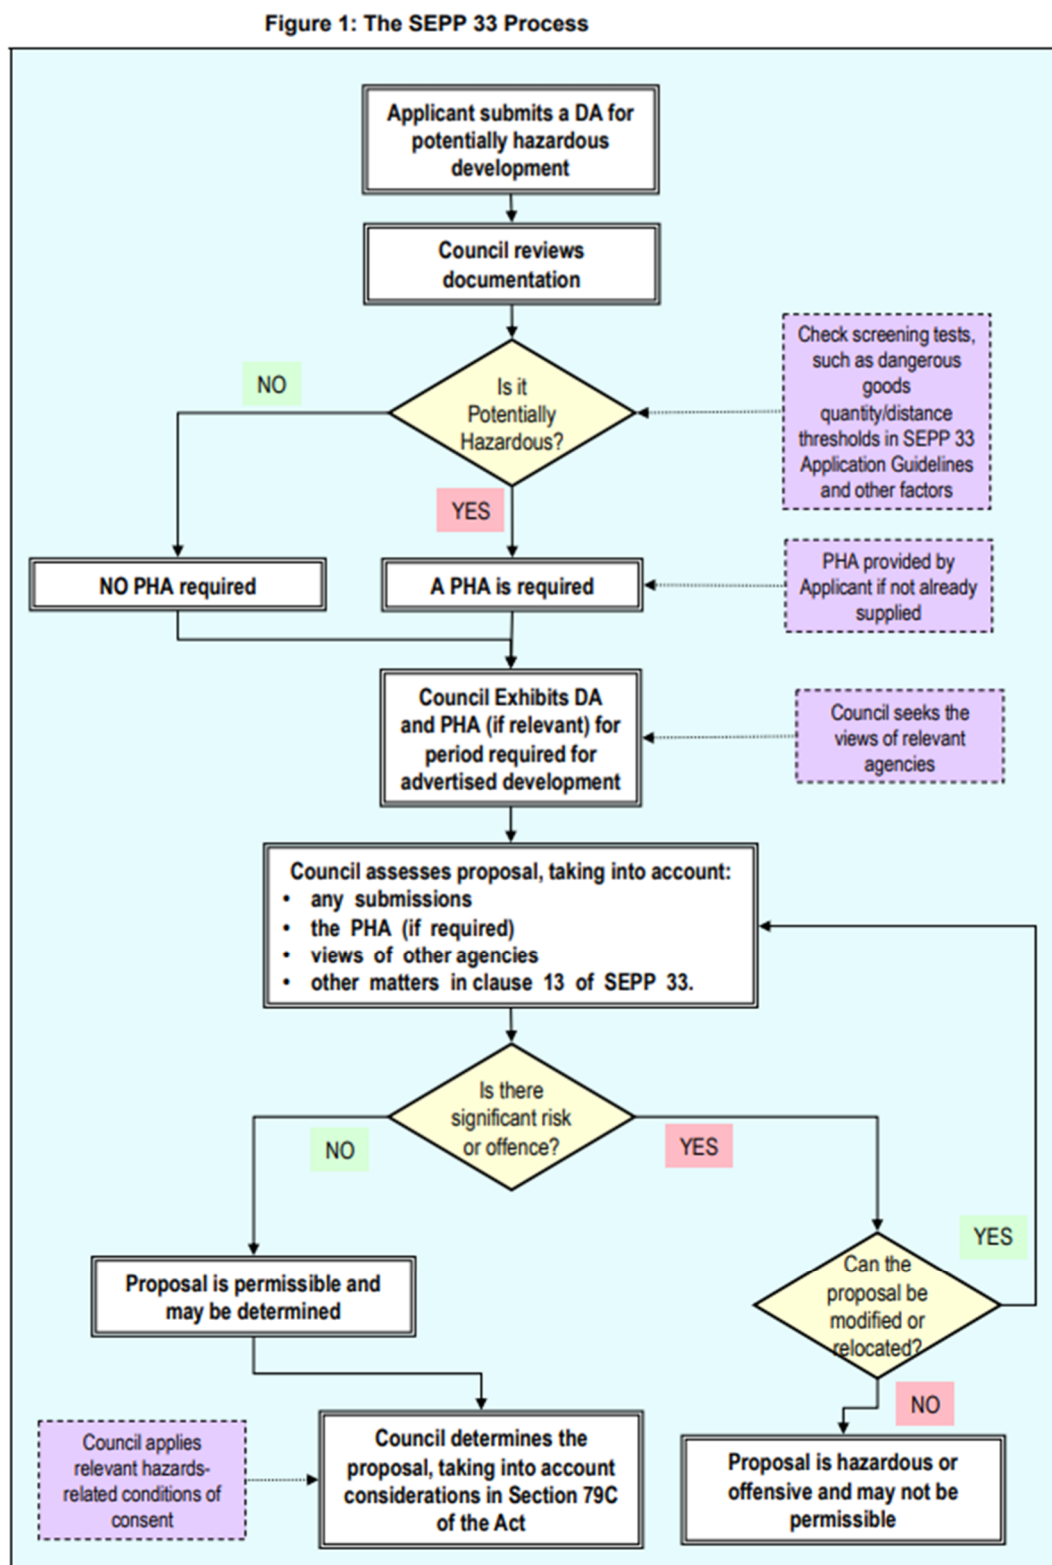 Figure 1: The SEPP 33 Process
Applicant submits a DA for
potentially hazardous
development
Council reviews
documentation
Check screening tests,
such as dangerous
goods
quantity/distance
thresholds in SEPP 33
Application Guidelines
and other factors
NO
Is it
Potentially
Hazardous?
YES
NO PHA required
A PHA is required
PHA provided by
Applicant if not already
supplied
Council Exhibits DA
and PHA (if relevant) for
period required for
advertised development
Council seeks the
views of relevant
agencies
Council assesses proposal, taking into account:
• any submissions
• the PHA (if required)
• views of other agencies
• other matters in clause 13 of SEPP 33.
Is there
significant risk
or offence?
NO
YES
YES
Can the
proposal be
modified or
relocated?
Proposal is permissible and
may be determined
NO
Council applies
relevant hazards-
related conditions of
consent
Council determines the
proposal, taking into account
considerations in Section 79C
of the Act
Proposal is hazardous or
offensive and may not be
permissible